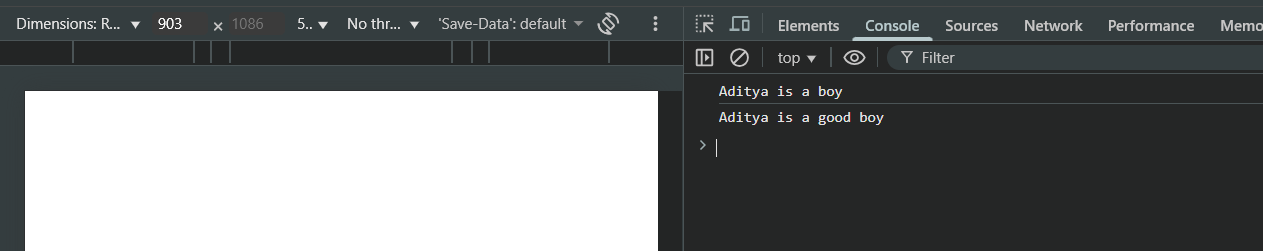 Dimensions: R... 903 × 1086 5.. No thr... 'Save-Data': default
Elements Console Sources Network Performance Memo
top Filter
Aditya is a boy
Aditya is a good boy
>